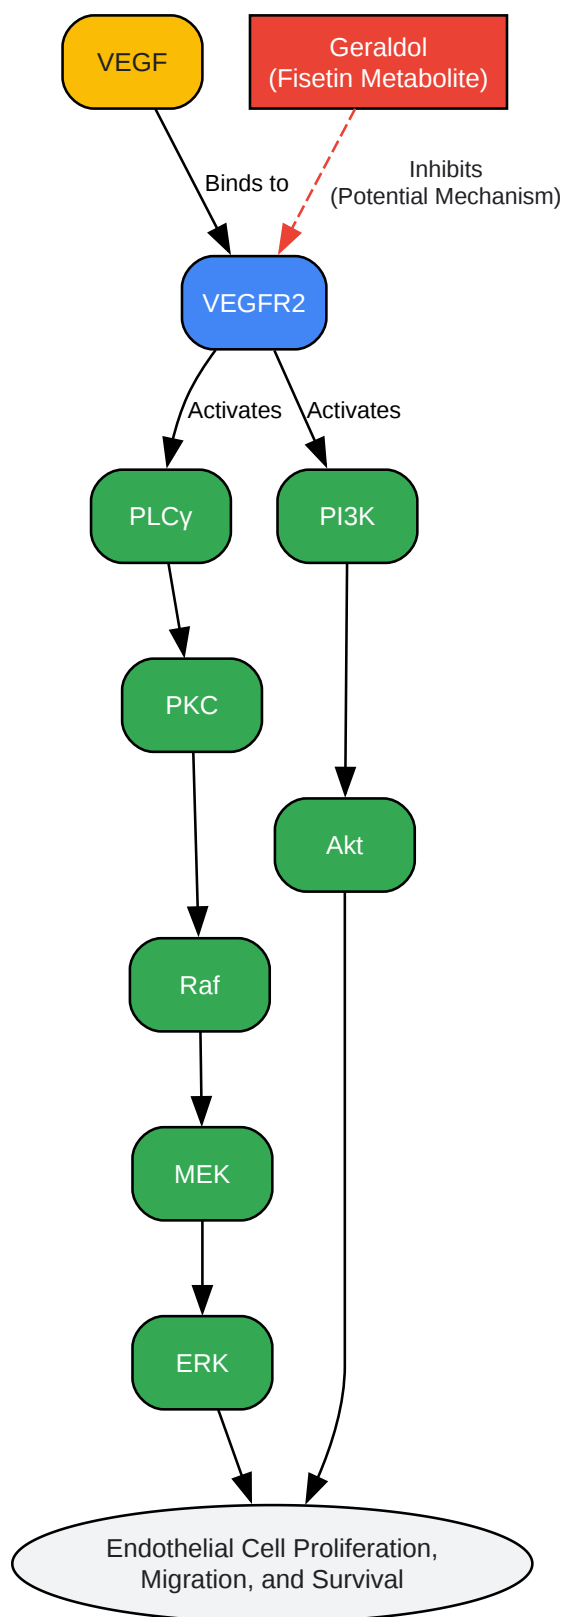 VEGF
Geraldol
(Fisetin Metabolite)
Binds to
Inhibits
(Potential Mechanism)
VEGFR2
Activates
Activates
PLCγ
PI3K
PKC
Akt
Raf
MEK
ERK
Endothelial Cell Proliferation,
Migration, and Survival